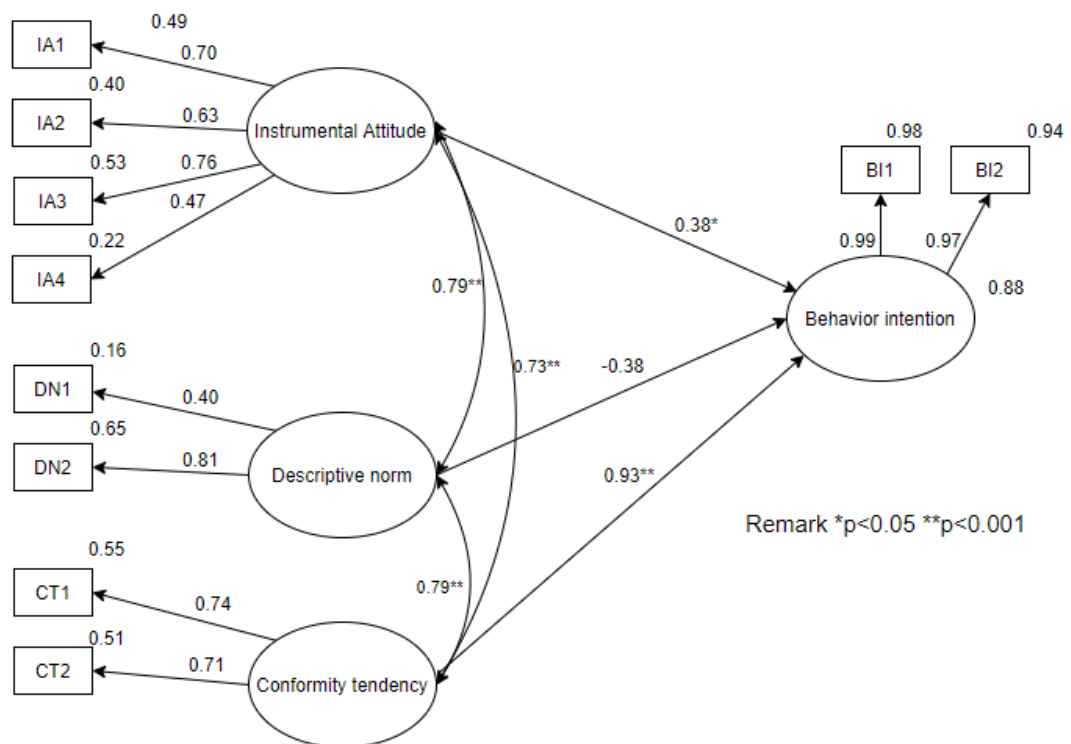 0.49
IA1
0.70
0.40
IA2
0.63
Instrumental Attitude
0.53
0.76
IA3
0.47
0.22
IA4
0.98
0.94
BI1
BI2
0.38*
0.99
0.97
0.88
Behavior intention
0.79**
0.73**
-0.38
0.16
DN1
0.40
0.65
DN2
0.81
Descriptive norm
0.93**
Remark *p<0.05 **p<0.001
0.55
CT1
0.74
0.79**
0.51
CT2
0.71
Conformity tendency